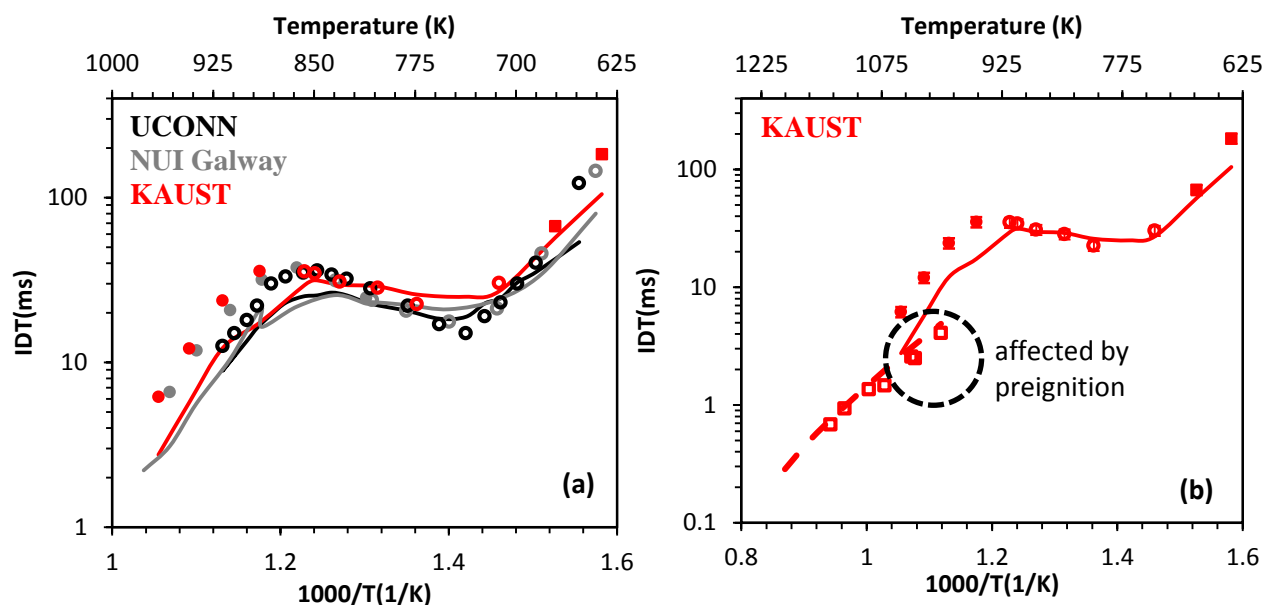 Temperature (K)
1000 925 850 775 700 625
UCONN
NUI Galway
KAUST
IDT(ms)
100
10
1
(a)
1 1.2 1.4 1.6
1000/T(1/K)
Temperature (K)
1225 1075 925 775 625
KAUST
IDT(ms)
100
10
1
0.1
affected by
preignition
(b)
0.8 1 1.2 1.4 1.6
1000/T(1/K)